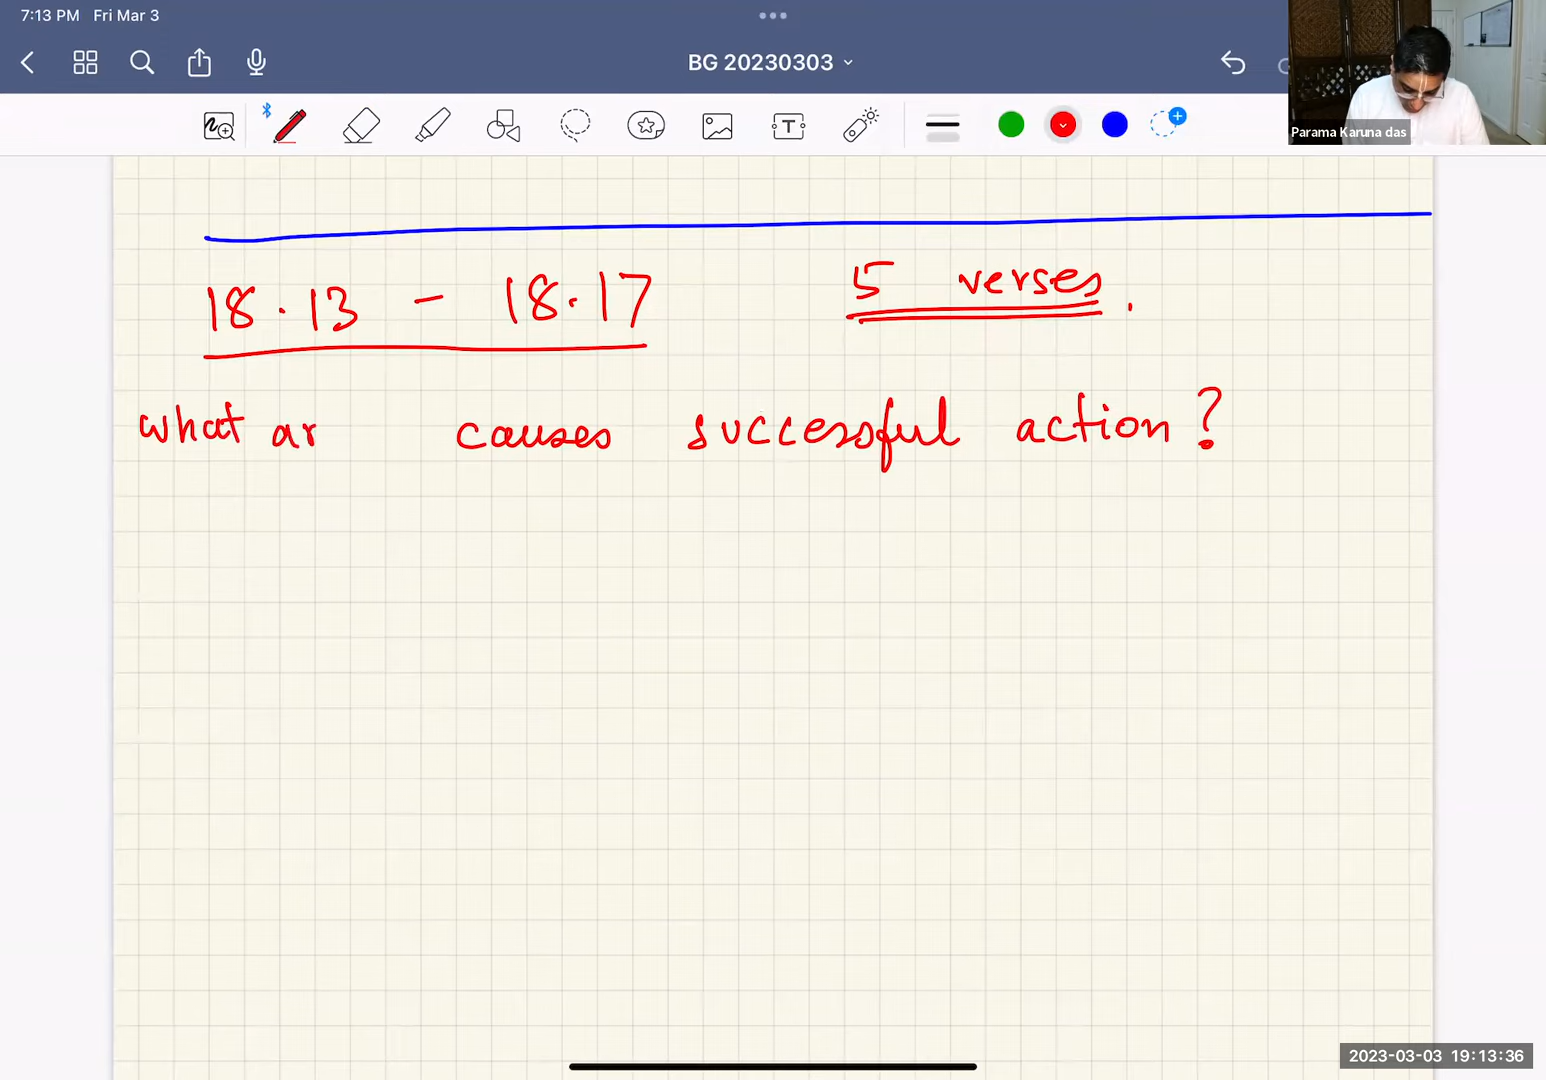 7:13 PM Fri Mar 3
BG 20230303
T
Parama Karuna das
18.13 - 18.17 5 verses.
what ar causes successful action?
2023-03-03 19:13:36